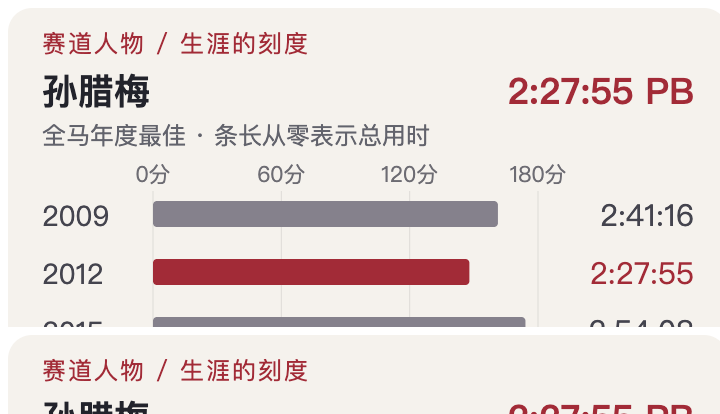 赛道人物 / 生涯的刻度
孙腊梅 2:27:55 PB
全马年度最佳 · 条长从零表示总用时
0分 60分 120分 180分
2009 2:41:16
2012 2:27:55
赛道人物 / 生涯的刻度